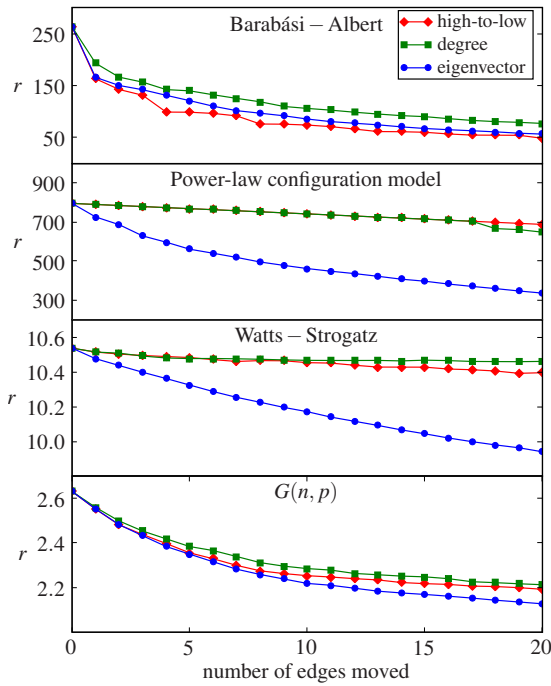 Barabási – Albert
high-to-low
degree
eigenvector
r
250
150
50
Power-law configuration model
r
900
700
500
300
Watts – Strogatz
r
10.6
10.4
10.2
10.0
G(n, p)
r
2.6
2.4
2.2
0 5 10 15 20
number of edges moved